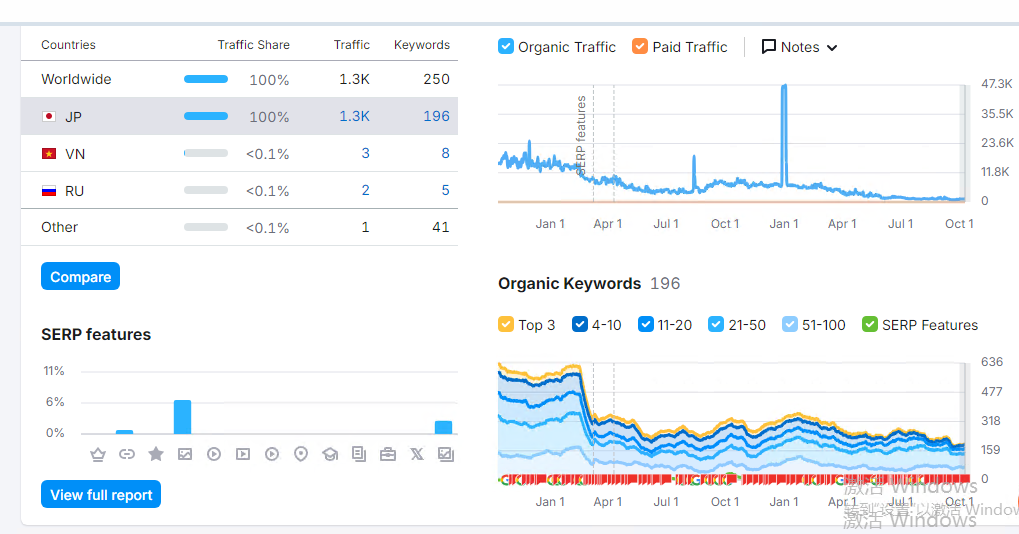 Countries Traffic Share Traffic Keywords
Worldwide 100% 1.3K 250
JP 100% 1.3K 196
VN <0.1% 3 8
RU <0.1% 2 5
Other <0.1% 1 41
Compare
SERP features
11%
6%
0%
View full report
Organic Traffic Paid Traffic Notes
47.3K
35.5K
23.6K
11.8K
0
SERP features
Jan 1 Apr 1 Jul 1 Oct 1 Jan 1 Apr 1 Jul 1 Oct 1
Organic Keywords 196
Top 3 4-10 11-20 21-50 51-100 SERP Features
636
477
318
159
0
Jan 1 Apr 1 Jul 1 Oct 1 Jan 1 Apr 1 Jul 1 Oct 1
激活 Windows
转到"设置"以激活 Window
激活 Windows